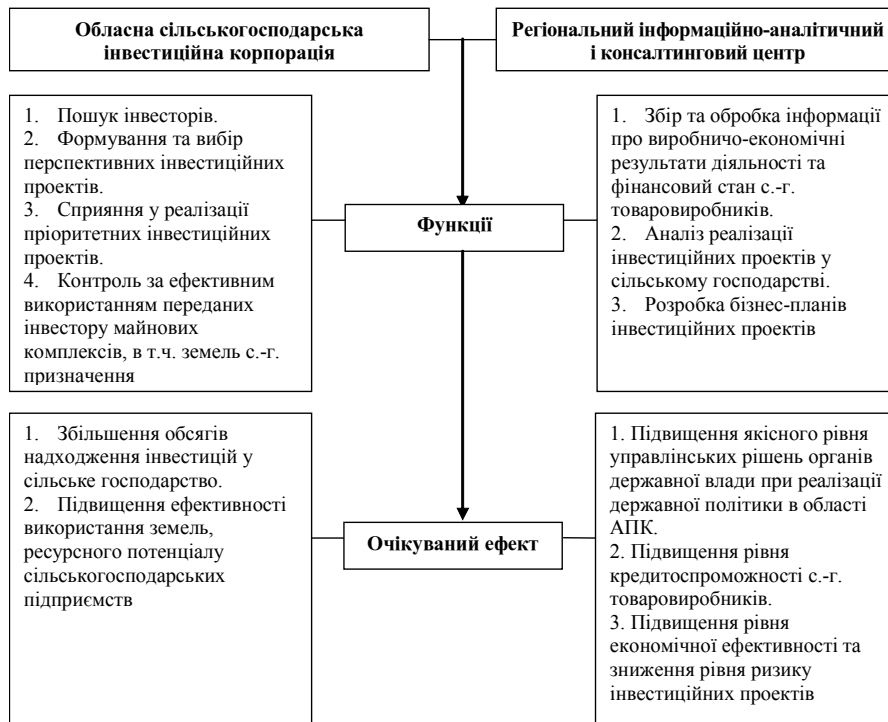 Обласна сільськогосподарська
інвестиційна корпорація
Регіональний інформаційно-аналітичний
і консалтинговий центр
1. Пошук інвесторів.
2. Формування та вибір
перспективних інвестиційних
проектів.
3. Сприяння у реалізації
пріоритетних інвестиційних
проектів.
4. Контроль за ефективним
використанням переданих
інвестору майнових
комплексів, в т.ч. земель с.-г.
призначення
Функції
1. Збір та обробка інформації
про виробничо-економічні
результати діяльності та
фінансовий стан с.-г.
товаровиробників.
2. Аналіз реалізації
інвестиційних проектів у
сільському господарстві.
3. Розробка бізнес-планів
інвестиційних проектів
1. Збільшення обсягів
надходження інвестицій у
сільське господарство.
2. Підвищення ефективності
використання земель,
ресурсного потенціалу
сільськогосподарських
підприємств
Очікуваний ефект
1. Підвищення якісного рівня
управлінських рішень органів
державної влади при реалізації
державної політики в області
АПК.
2. Підвищення рівня
кредитоспроможності с.-г.
товаровиробників.
3. Підвищення рівня
економічної ефективності та
зниження рівня ризику
інвестиційних проектів